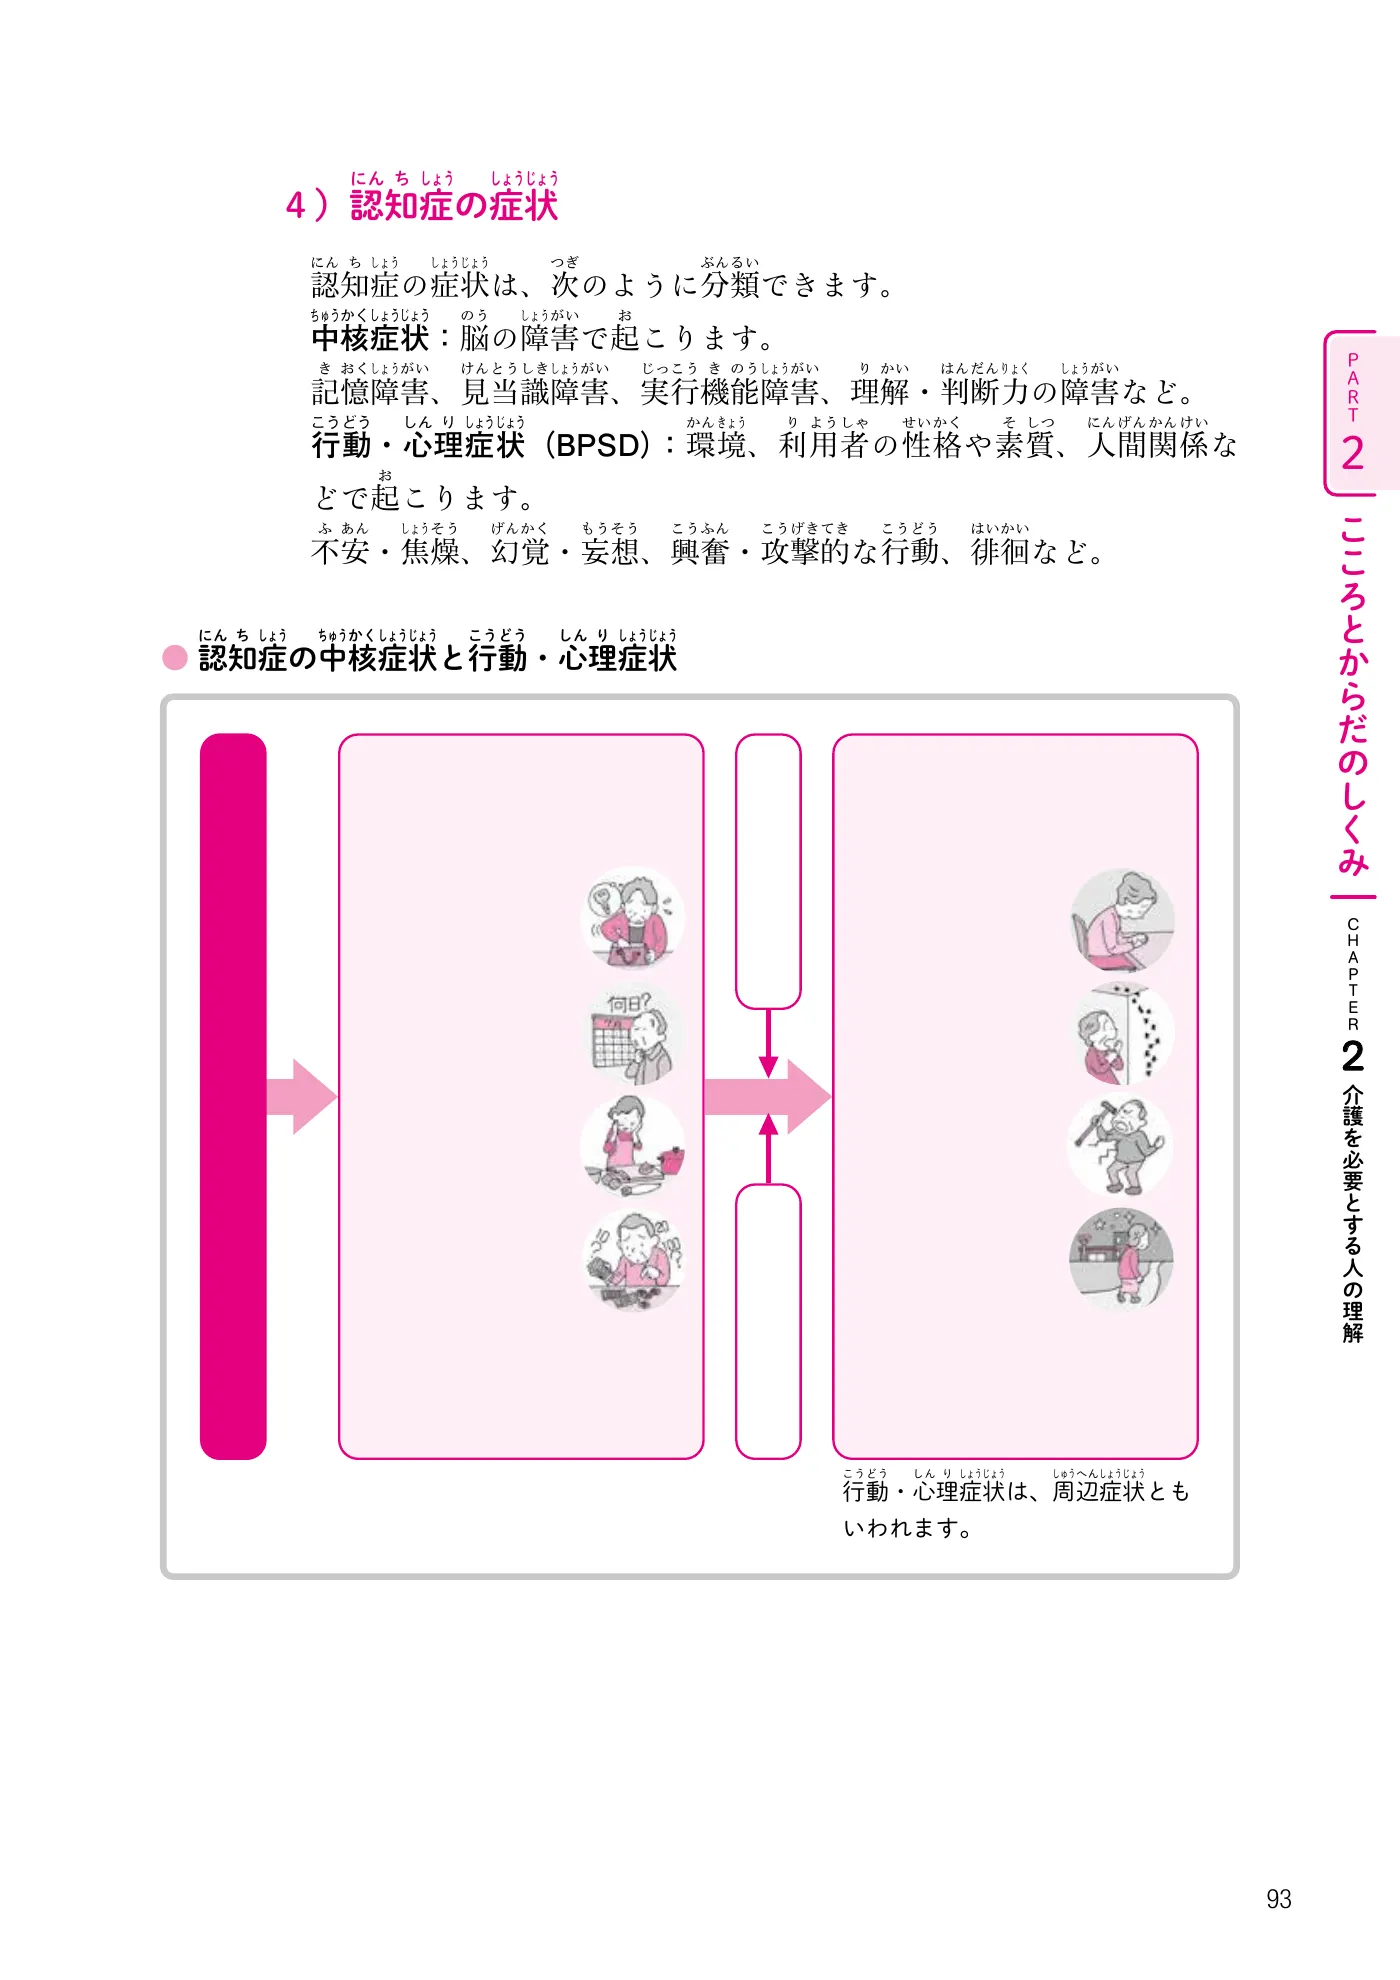 4）認知症の症状
認知症の症状は、次のように分類できます。
中核症状：脳の障害で起こります。
記憶障害、見当識障害、実行機能障害、理解・判断力の障害など。
行動・心理症状（BPSD）：環境、利用者の性格や素質、人間関係な
どで起こります。
不安・焦燥、幻覚・妄想、興奮・攻撃的な行動、徘徊など。
●認知症の中核症状と行動・心理症状
何日?
7月
行動・心理症状は、周辺症状とも
いわれます。
PART 2 こころとからだのしくみ
CHAPTER 2 介護を必要とする人の理解
93